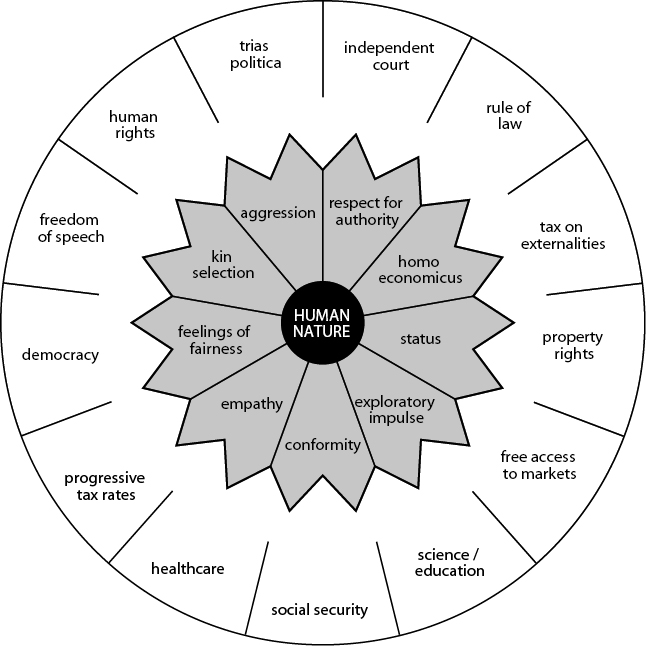 trias
politica
independent
court
human
rights
rule of
law
freedom
of speech
tax on
externalities
democracy
property
rights
progressive
tax rates
free access
to markets
healthcare
science /
education
social security
aggression
respect for
authority
kin
selection
homo
economicus
feelings of
fairness
status
empathy
exploratory
impulse
conformity
HUMAN
NATURE